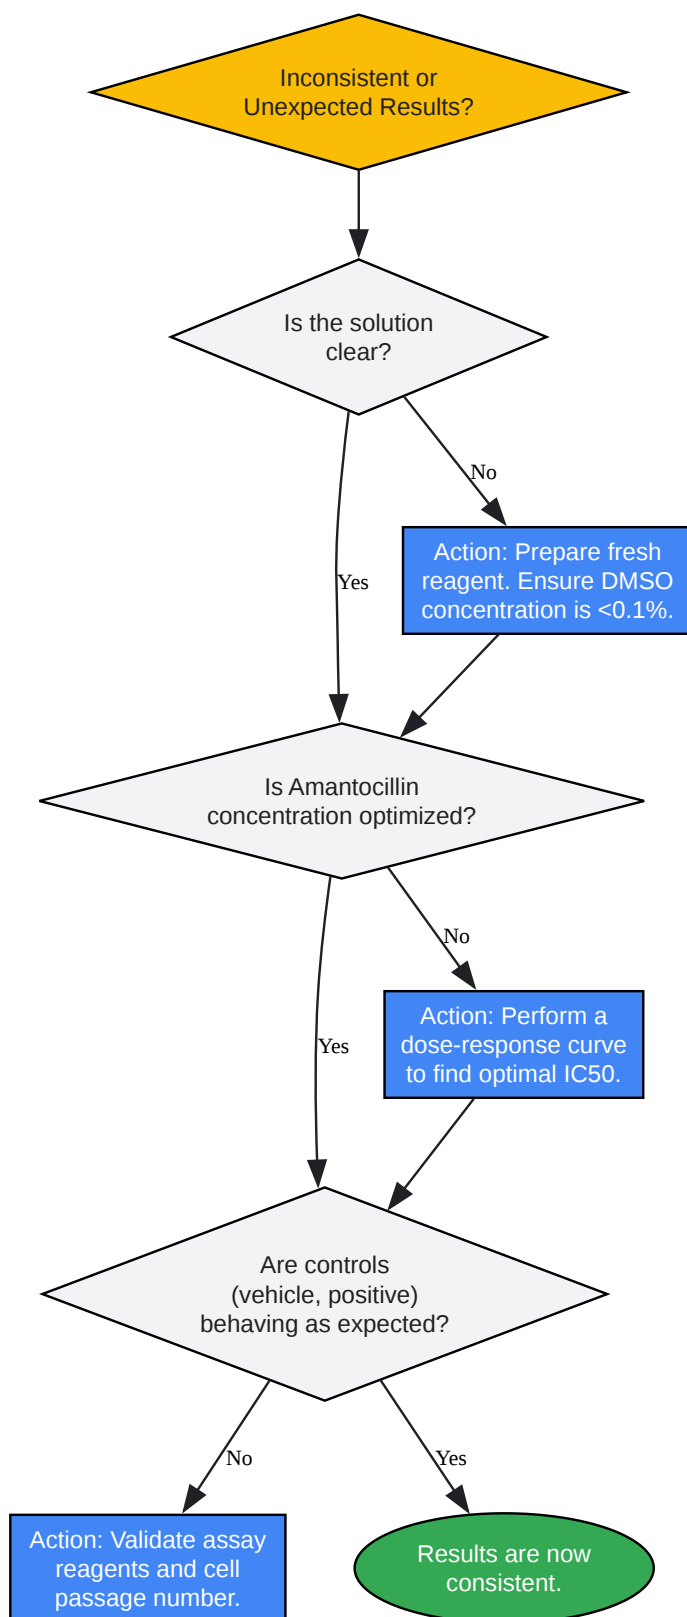 Inconsistent or
Unexpected Results?
Is the solution
clear?
No
Action: Prepare fresh
reagent. Ensure DMSO
concentration is <0.1%.
Yes
Is Amantocillin
concentration optimized?
No
Action: Perform a
dose-response curve
to find optimal IC50.
Yes
Are controls
(vehicle, positive)
behaving as expected?
No
Yes
Action: Validate assay
reagents and cell
passage number.
Results are now
consistent.